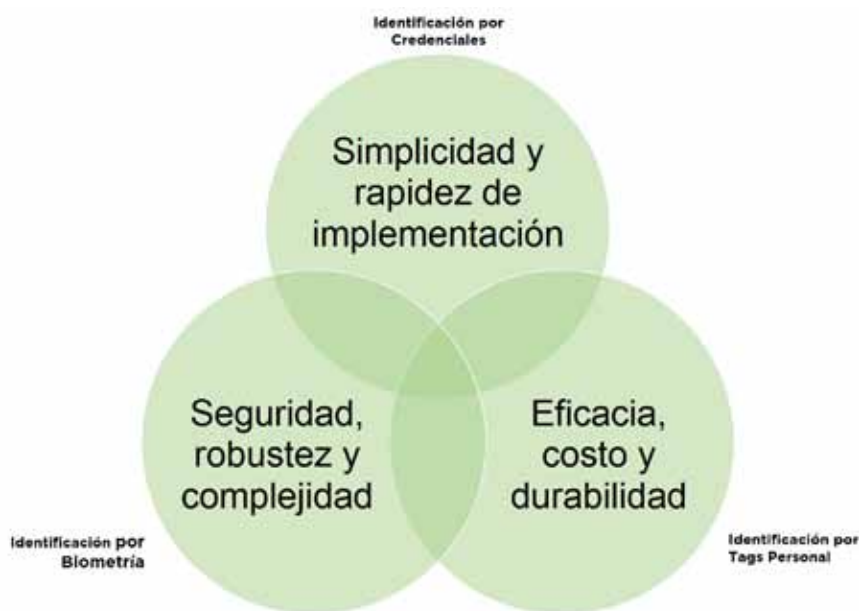 Identificación por
Credenciales
Simplicidad y
rapidez de
implementación
Seguridad,
robustez y
complejidad
Eficacia,
costo y
durabilidad
Identificación por
Biometría
Identificación por
Tags Personal